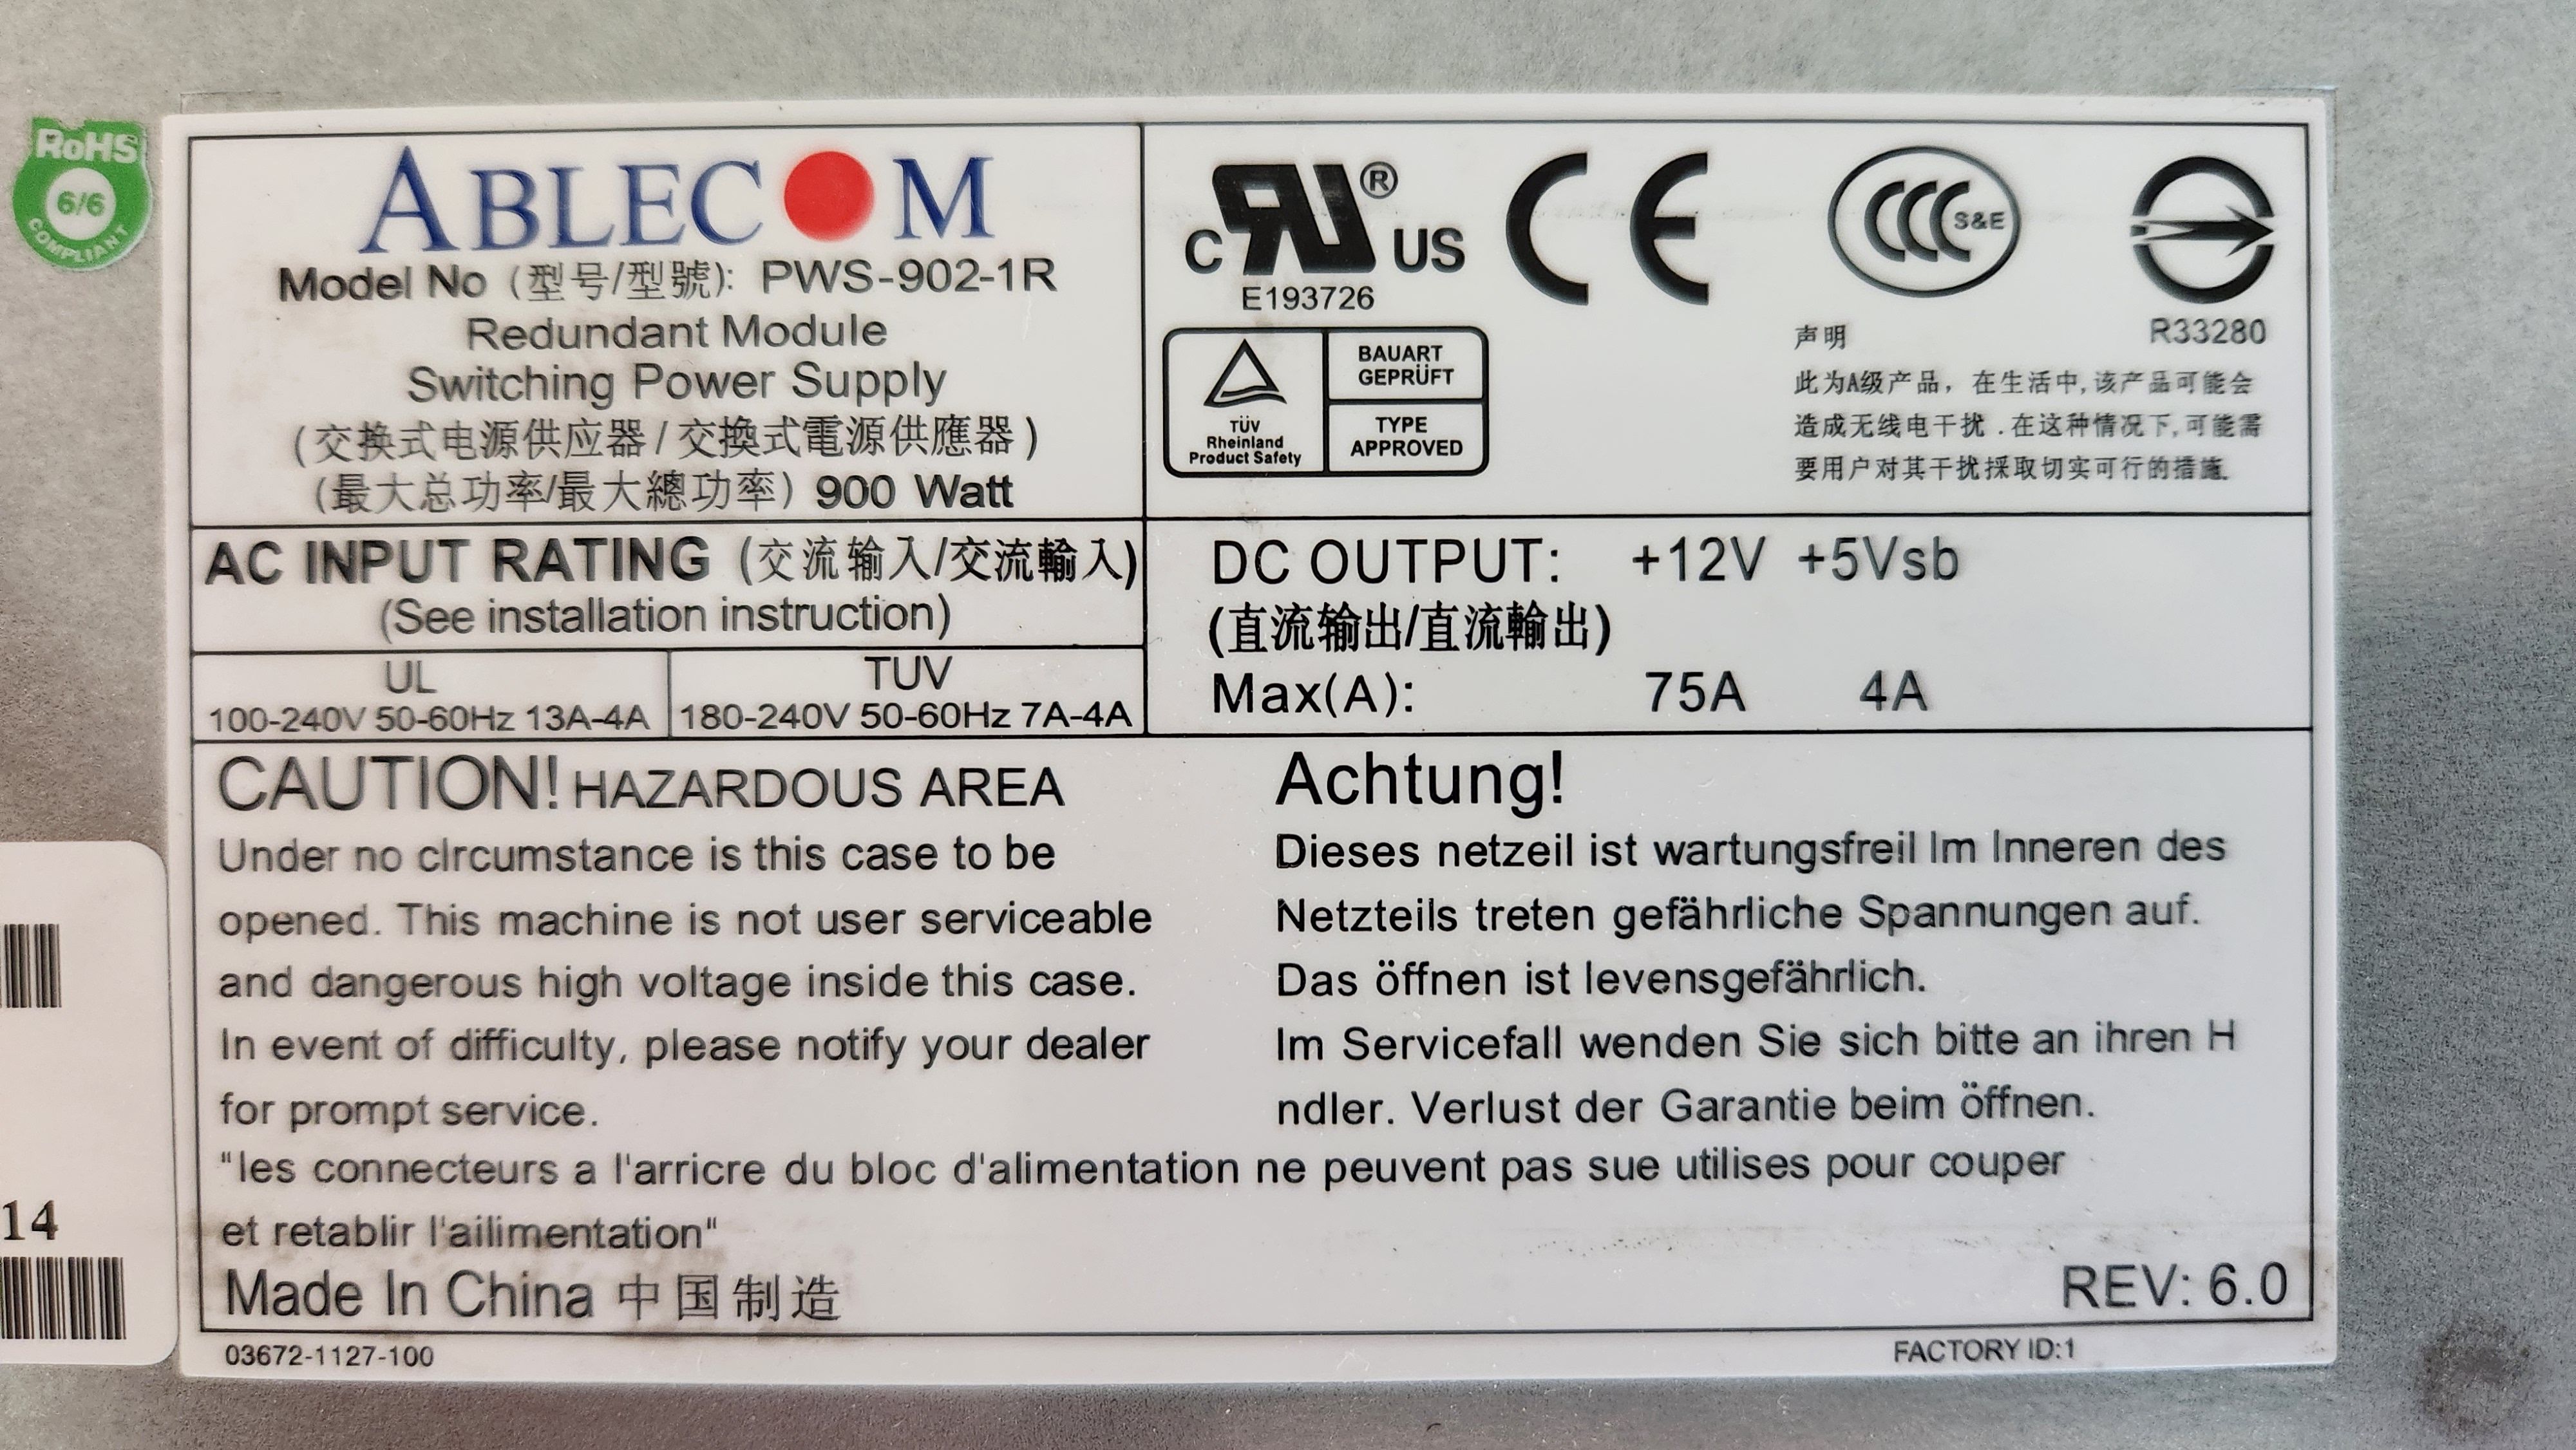 RoHS
6/6
COMPLIANT
ABLECOM
Model No (型号/型號): PWS-902-1R
Redundant Module
Switching Power Supply
(交换式电源供应器/交換式電源供應器)
(最大总功率/最大總功率) 900 Watt
C RU ® US
E193726
CE
CCC S&E
R33280
TÜV
Rheinland
Product Safety
BAUART
GEPRÜFT
TYPE
APPROVED
声明
此为A级产品，在生活中,该产品可能会
造成无线电干扰.在这种情况下,可能需
要用户对其干扰採取切实可行的措施.
AC INPUT RATING (交流输入/交流輸入)
(See installation instruction)
UL
100-240V 50-60Hz 13A-4A
TUV
180-240V 50-60Hz 7A-4A
DC OUTPUT: +12V +5Vsb
(直流输出/直流輸出)
Max(A): 75A 4A
CAUTION! HAZARDOUS AREA
Under no cIrcumstance is this case to be
opened. This machine is not user serviceable
and dangerous high voltage inside this case.
In event of difficulty, please notify your dealer
for prompt service.
Achtung!
Dieses netzeil ist wartungsfreil Im Inneren des
Netzteils treten gefährliche Spannungen auf.
Das öffnen ist levensgefährlich.
Im Servicefall wenden Sie sich bitte an ihren H
ndler. Verlust der Garantie beim öffnen.
"les connecteurs a l'arricre du bloc d'alimentation ne peuvent pas sue utilises pour couper
et retablir l'ailimentation"
Made In China 中国制造
REV: 6.0
03672-1127-100
FACTORY ID:1
14